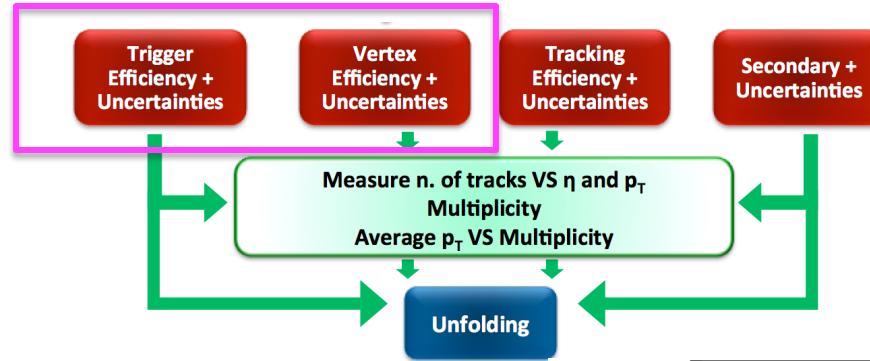 Trigger
Efficiency +
Uncertainties
Vertex
Efficiency +
Uncertainties
Tracking
Efficiency +
Uncertainties
Secondary +
Uncertainties
Measure n. of tracks VS η and pT
Multiplicity
Average pT VS Multiplicity
Unfolding